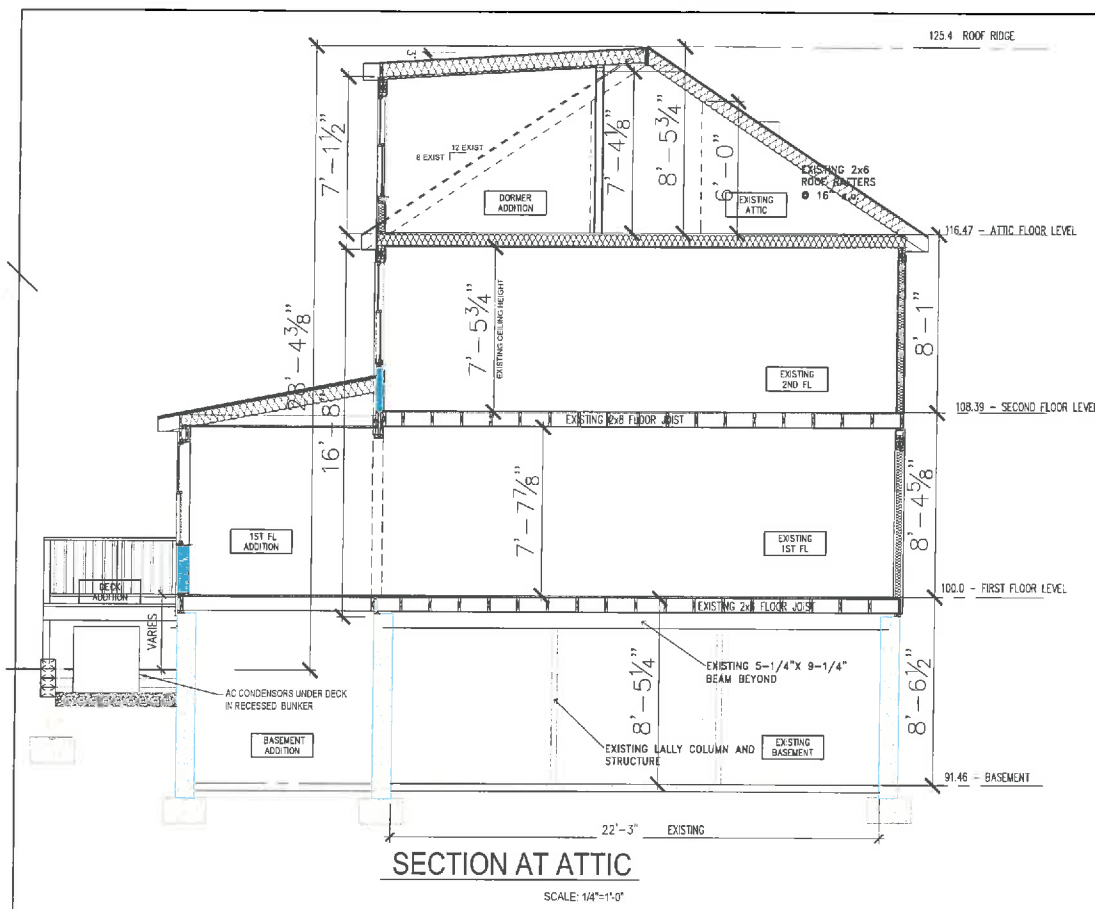 125.4 ROOF RIDGE
3
7'-1½"
8 EXIST
12 EXIST
DORMER
ADDITION
7'-4⅛"
8'-5¾"
6'-0"
EXISTING 2x6
ROOF RAFTERS
@ 16"
EXISTING
ATTIC
116.47 - ATTIC FLOOR LEVEL
28'-4⅜"
16'-8"
7'-5¾"
EXISTING CEILING HEIGHT
EXISTING
2ND FL
8'-1"
108.39 - SECOND FLOOR LEVEL
EXISTING 2x8 FLOOR JOIST
1ST FL
ADDITION
7'-7⅞"
EXISTING
1ST FL
8'-4⅝"
DECK
ADDITION
100.0 - FIRST FLOOR LEVEL
EXISTING FLOOR JOIST
VARIES
AC CONDENSORS UNDER DECK
IN RECESSED BUNKER
EXISTING 5-1/4"X 9-1/4"
BEAM BEYOND
8'-5¼"
8'-6½"
BASEMENT
ADDITION
EXISTING LALLY COLUMN AND
STRUCTURE
EXISTING
BASEMENT
91.46 - BASEMENT
22'-3" EXISTING
SECTION AT ATTIC
SCALE: 1/4"=1'-0"